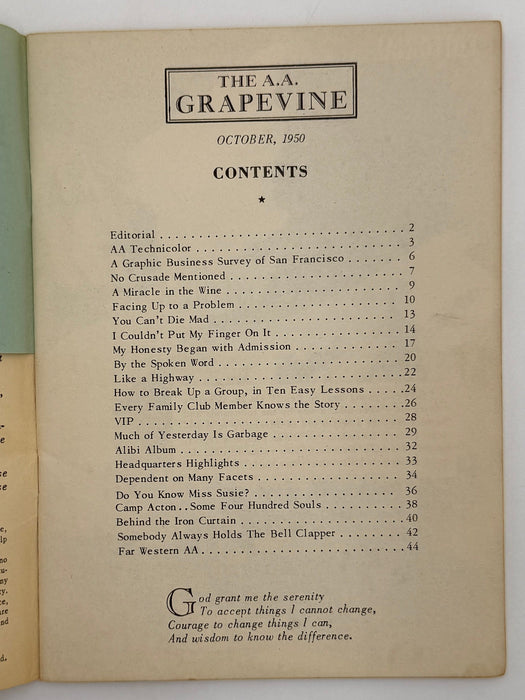 THE A.A.
GRAPEVINE
OCTOBER, 1950
CONTENTS
Editorial . . . . . . . . . . . . . . . . . . . . . . . . . . . . . . 2
AA Technicolor . . . . . . . . . . . . . . . . . . . . . . . . . . 3
A Graphic Business Survey of San Francisco . . . . . . . 6
No Crusade Mentioned . . . . . . . . . . . . . . . . . . . . . 7
A Miracle in the Wine . . . . . . . . . . . . . . . . . . . . . 9
Facing Up to a Problem . . . . . . . . . . . . . . . . . . . . 10
You Can't Die Mad . . . . . . . . . . . . . . . . . . . . . . . 13
I Couldn't Put My Finger On It . . . . . . . . . . . . . . . 14
My Honesty Began with Admission . . . . . . . . . . . . . 17
By the Spoken Word . . . . . . . . . . . . . . . . . . . . . . 20
Like a Highway . . . . . . . . . . . . . . . . . . . . . . . . . 22
How to Break Up a Group, in Ten Easy Lessons . . . . .24
Every Family Club Member Knows the Story . . . . . . .26
VIP . . . . . . . . . . . . . . . . . . . . . . . . . . . . . . . . 28
Much of Yesterday Is Garbage . . . . . . . . . . . . . . . . 29
Alibi Album . . . . . . . . . . . . . . . . . . . . . . . . . . . 32
Headquarters Highlights . . . . . . . . . . . . . . . . . . . . 33
Dependent on Many Facets . . . . . . . . . . . . . . . . . . 34
Do You Know Miss Susie? . . . . . . . . . . . . . . . . . . . 36
Camp Acton . . Some Four Hundred Souls . . . . . . . . . 38
Behind the Iron Curtain . . . . . . . . . . . . . . . . . . . . 40
Somebody Always Holds The Bell Clapper . . . . . . . . . 42
Far Western AA . . . . . . . . . . . . . . . . . . . . . . . . . 44
God grant me the serenity
To accept things I cannot change,
Courage to change things I can,
And wisdom to know the difference.